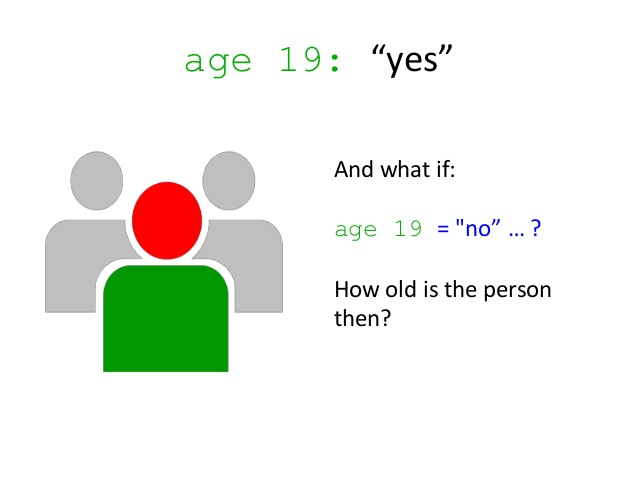 age 19: “yes”
And what if:
age 19 = "no” … ?
How old is the person
then?